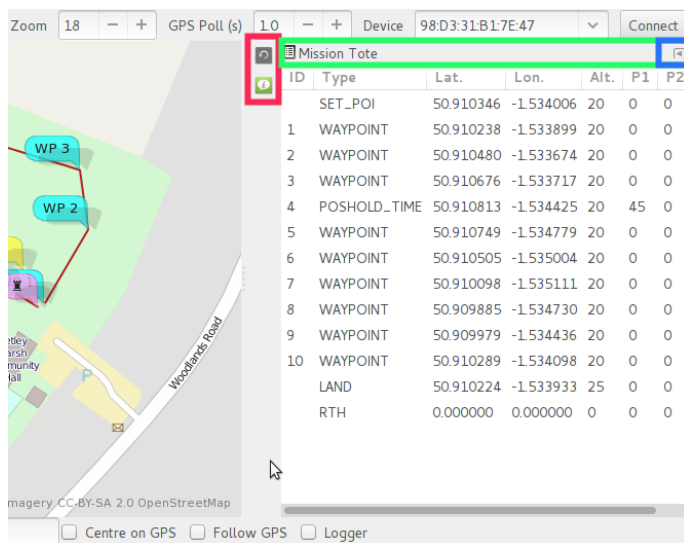 Zoom 18 − + GPS Poll (s) 1.0 − + Device 98:D3:31:B1:7E:47 Connect
Mission Tote
ID Type Lat. Lon. Alt. P1 P2
SET_POI 50.910346 -1.534006 20 0 0
1 WAYPOINT 50.910238 -1.533899 20 0 0
2 WAYPOINT 50.910480 -1.533674 20 0 0
3 WAYPOINT 50.910676 -1.533717 20 0 0
4 POSHOLD_TIME 50.910813 -1.534425 20 45 0
5 WAYPOINT 50.910749 -1.534779 20 0 0
6 WAYPOINT 50.910505 -1.535004 20 0 0
7 WAYPOINT 50.910098 -1.535111 20 0 0
8 WAYPOINT 50.909885 -1.534730 20 0 0
9 WAYPOINT 50.909979 -1.534436 20 0 0
10 WAYPOINT 50.910289 -1.534098 20 0 0
LAND 50.910224 -1.533933 25 0 0
RTH 0.000000 0.000000 0 0 0
WP 3
WP 2
Woodlands Road
etley
arsh
munity
Hall
P
magery CC-BY-SA 2.0 OpenStreetMap
Centre on GPS Follow GPS Logger